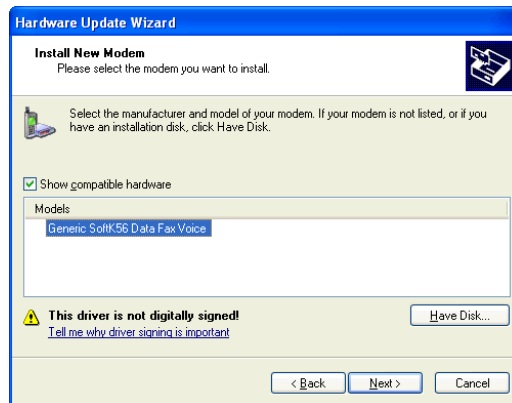 Hardware Update Wizard
Install New Modem
Please select the modem you want to install.
Select the manufacturer and model of your modem. If your modem is not listed, or if you
have an installation disk, click Have Disk.
Show compatible hardware
Models
Generic SoftK56 Data Fax Voice
This driver is not digitally signed!
Have Disk...
Tell me why driver signing is important
< Back
Next >
Cancel